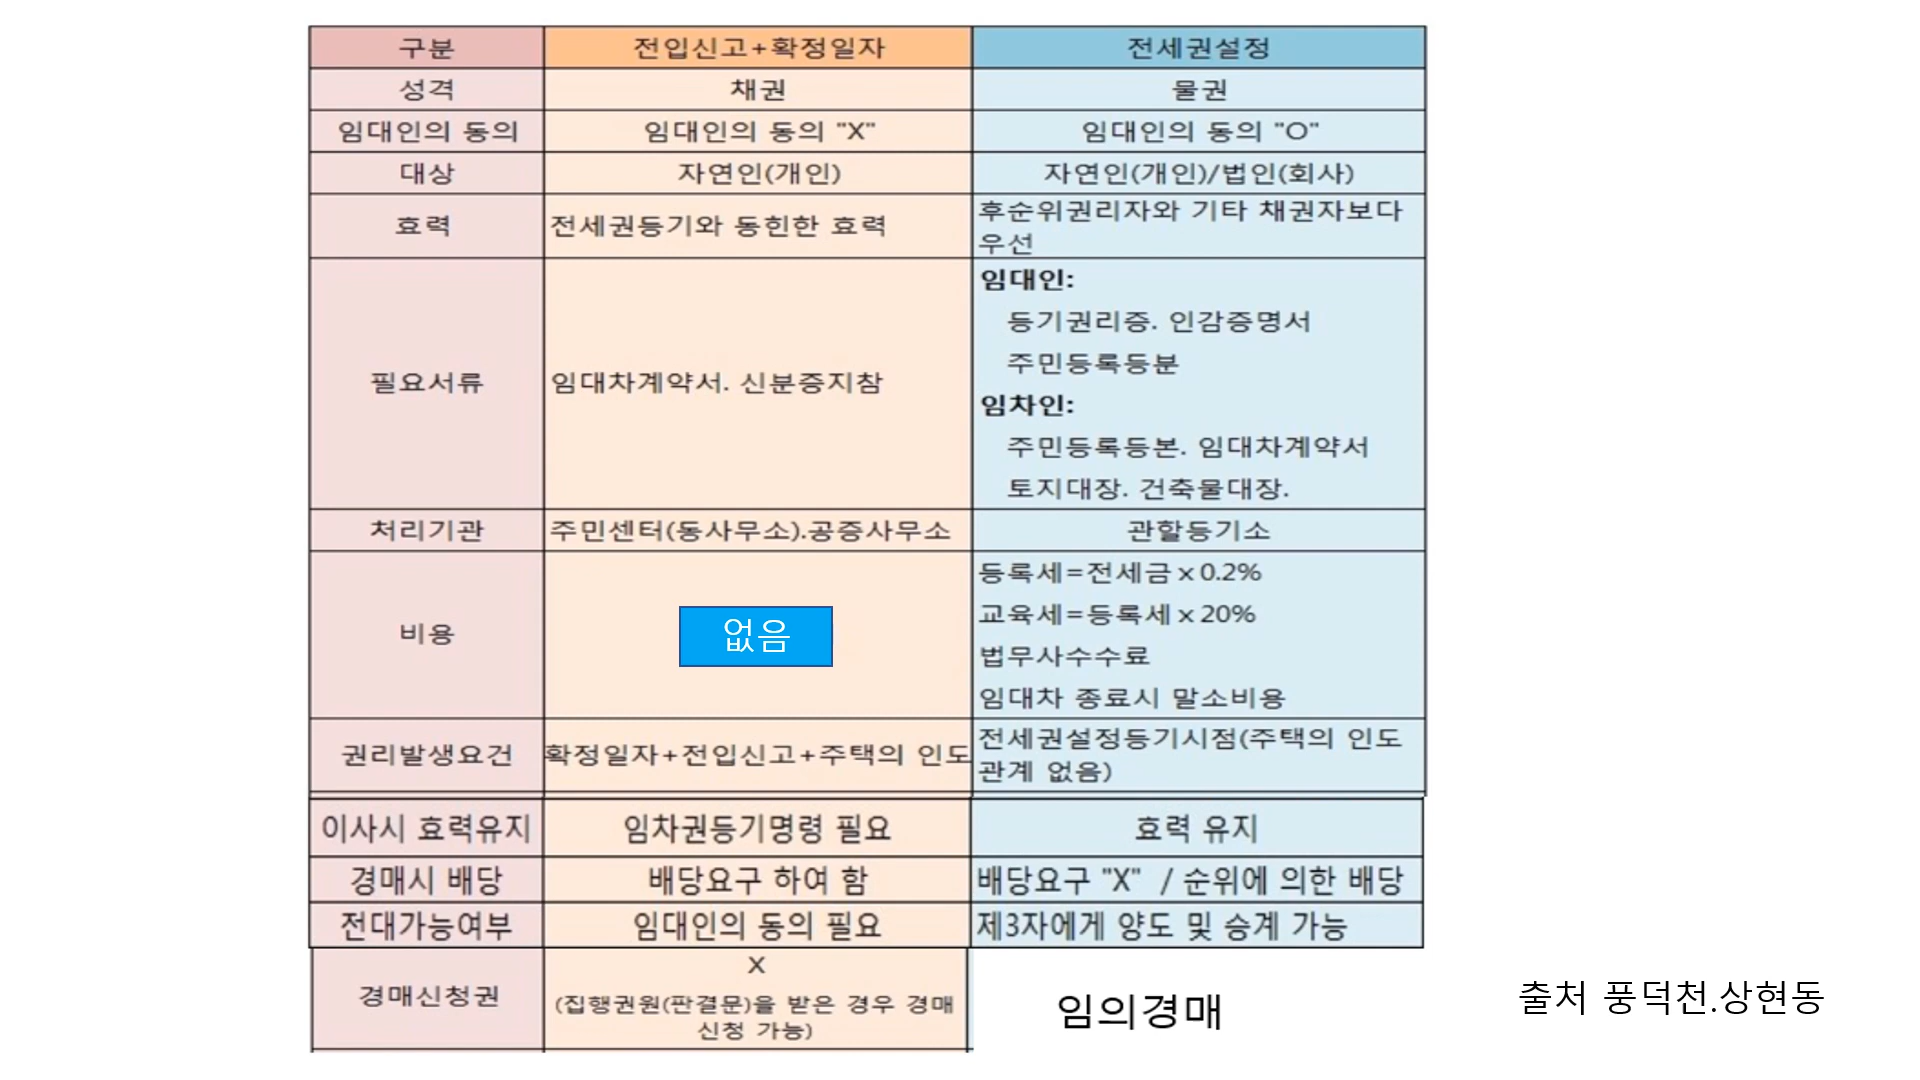 구분 전입신고+확정일자 전세권설정
성격 채권 물권
임대인의 동의 임대인의 동의 "X" 임대인의 동의 "O"
대상 자연인(개인) 자연인(개인)/법인(회사)
효력 전세권등기와 동힌한 효력 후순위권리자와 기타 채권자보다
우선
필요서류 임대차계약서. 신분증지참 임대인:
등기권리증. 인감증명서
주민등록등분
임차인:
주민등록등본. 임대차계약서
토지대장. 건축물대장.
처리기관 주민센터(동사무소).공증사무소 관할등기소
비용 없음 등록세=전세금 x 0.2%
교육세=등록세 x 20%
법무사수수료
임대차 종료시 말소비용
권리발생요건 확정일자+전입신고+주택의 인도 전세권설정등기시점(주택의 인도
관계 없음)
이사시 효력유지 임차권등기명령 필요 효력 유지
경매시 배당 배당요구 하여 함 배당요구 "X" / 순위에 의한 배당
전대가능여부 임대인의 동의 필요 제3자에게 양도 및 승계 가능
경매신청권 X
(집행권원(판결문)을 받은 경우 경매
신청 가능)
임의경매
출처 풍덕천.상현동